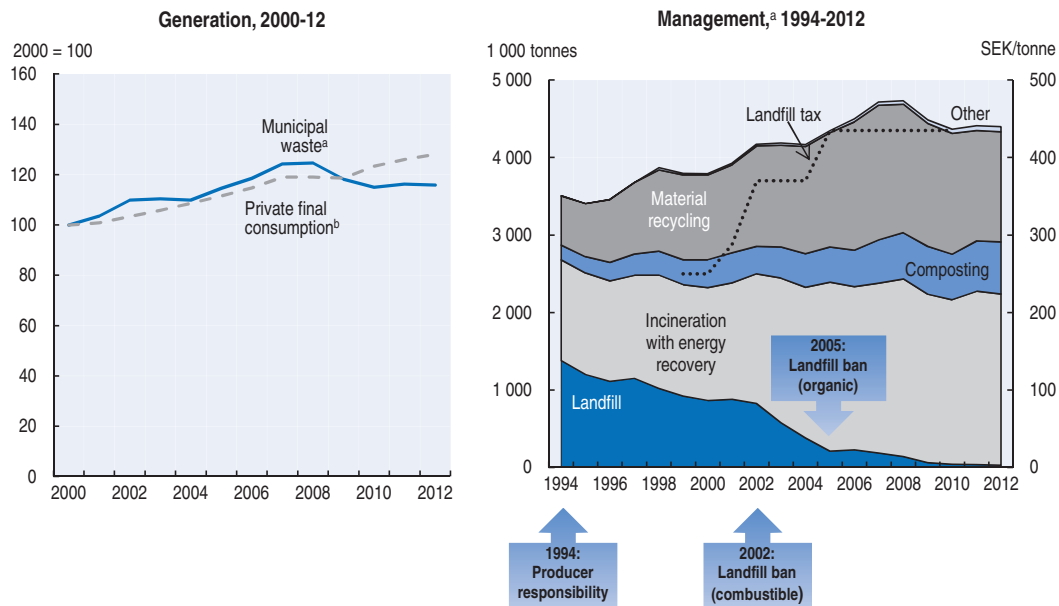 Generation, 2000-12
2000 = 100
160
140
120
100
80
60
40
20
0
2000
2002
2004
2006
2008
2010
2012
Municipal
wasteᵃ
Private final
consumptionᵇ
Management,ᵃ 1994-2012
1 000 tonnes
SEK/tonne
5 000
4 000
3 000
2 000
1 000
0
500
400
300
200
100
0
Landfill tax
Other
Material
recycling
Composting
Incineration
with energy
recovery
2005:
Landfill ban
(organic)
Landfill
1994
1996
1998
2000
2002
2004
2006
2008
2010
2012
1994:
Producer
responsibility
2002:
Landfill ban
(combustible)